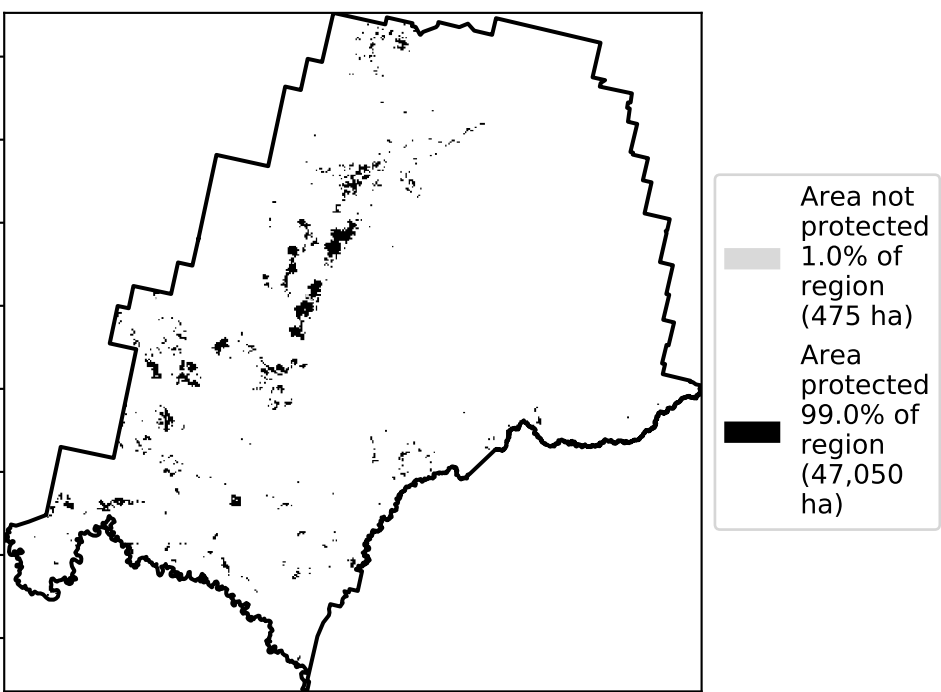 Area not
protected
1.0% of
region
(475 ha)
Area
protected
99.0% of
region
(47,050
ha)